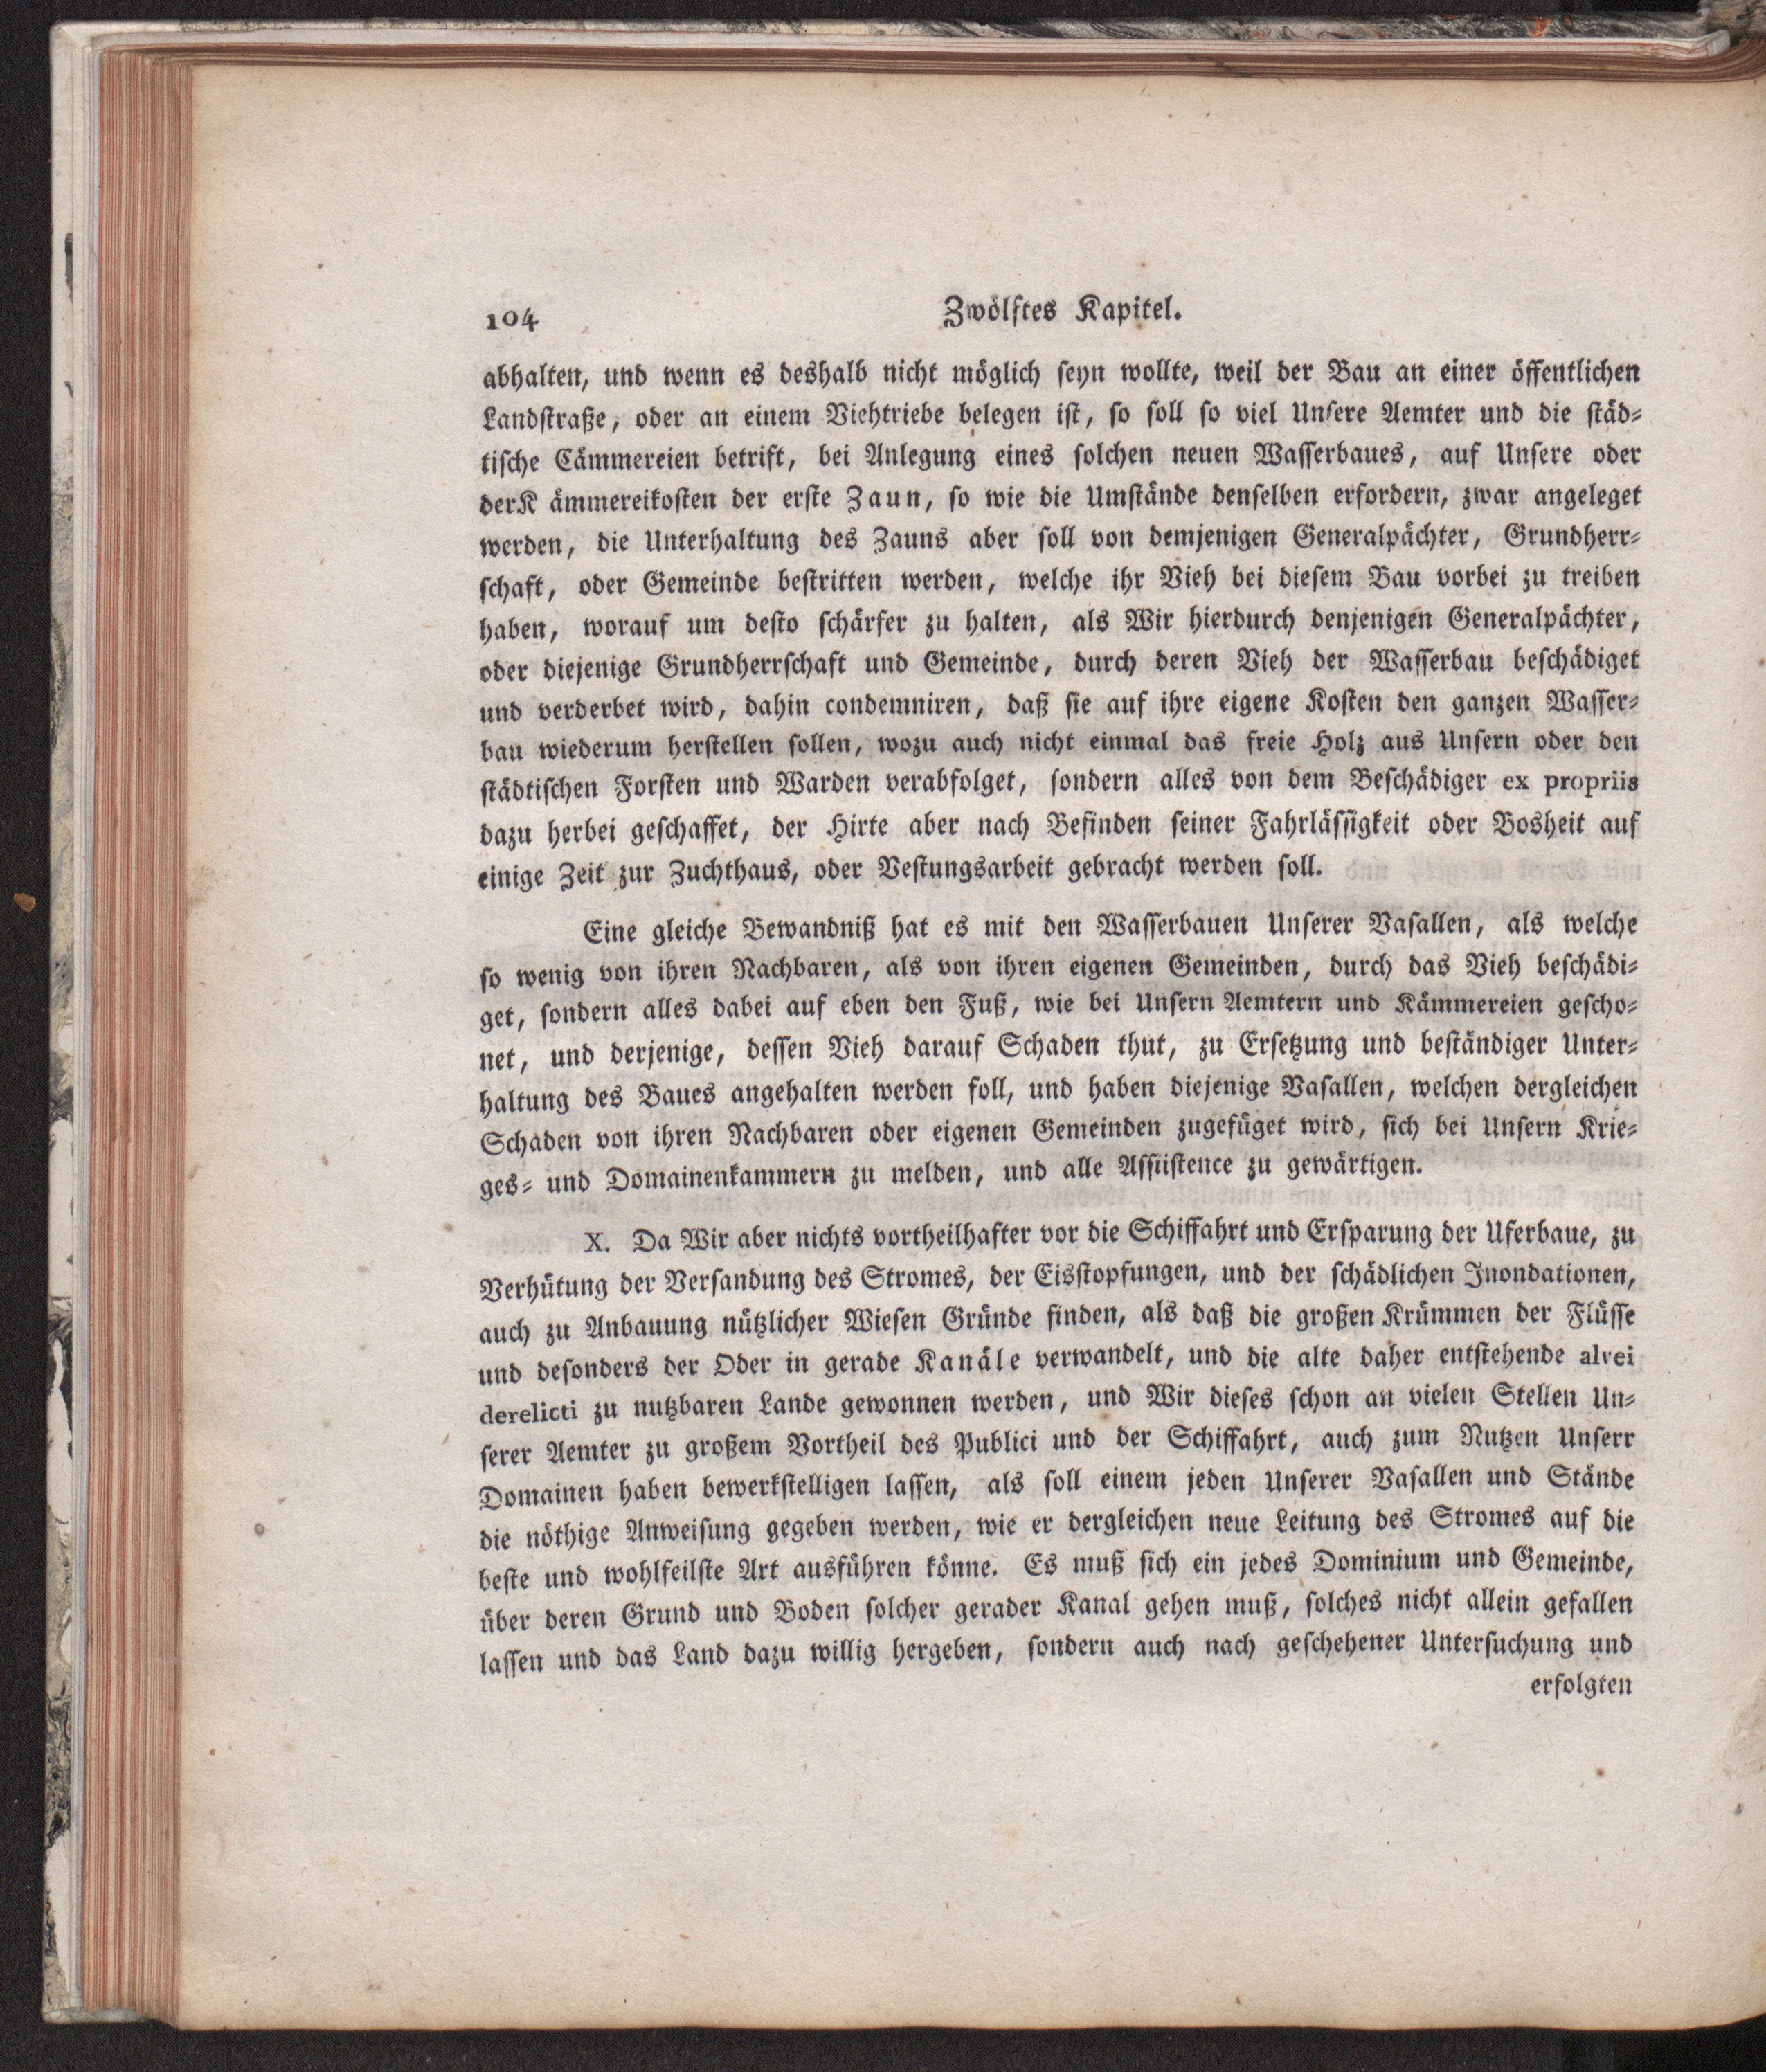 104 Zwölftes Kapitel.
abhalten, und wenn es deshalb nicht möglich ſeyn wollte, weil der Bau an einer öffentlichen
Landſtraße, oder an einem Viehtriebe belegen iſt, ſo ſoll ſo viel Unſere Aemter und die ſtäd⸗
tiſche Cämmereien betrift, bei Anlegung eines ſolchen neuen Waſſerbaues, auf Unſere oder
derK ämmereikoſten der erſte Zaun, ſo wie die Umſtände denſelben erfordern, zwar angeleget
werden, die Unterhaltung des Zauns aber ſoll von demjenigen Generalpächter, Grundherr⸗
ſchaft, oder Gemeinde beſtritten werden, welche ihr Vieh bei dieſem Bau vorbei zu treiben
haben, worauf um deſto ſchärfer zu halten, als Wir hierdurch denjenigen Generalpächter,
oder diejenige Grundherrſchaft und Gemeinde, durch deren Vieh der Waſſerbau beſchädiget
und verderbet wird, dahin condemniren, daß ſie auf ihre eigene Koſten den ganzen Waſſer⸗
bau wiederum herſtellen ſollen, wozu auch nicht einmal das freie Holz aus Unſern oder den
ſtädtiſchen Forſten und Warden verabfolget, ſondern alles von dem Beſchädiger ex propriis
dazu herbei geſchaffet, der Hirte aber nach Befinden ſeiner Fahrläſſigkeit oder Bosheit auf
einige Zeit zur Zuchthaus, oder Veſtungsarbeit gebracht werden ſoll.
Eine gleiche Bewandniß hat es mit den Waſſerbauen Unſerer Vaſallen, als welche
ſo wenig von ihren Nachbaren, als von ihren eigenen Gemeinden, durch das Vieh beſchädi⸗
get, ſondern alles dabei auf eben den Fuß, wie bei Unſern Aemtern und Kämmereien geſcho⸗
net, und derjenige, deſſen Vieh darauf Schaden thut, zu Erſetzung und beſtändiger Unter⸗
haltung des Baues angehalten werden foll, und haben diejenige Vaſallen, welchen dergleichen
Schaden von ihren Nachbaren oder eigenen Gemeinden zugefüget wird, ſich bei Unſern Krie⸗
ges⸗ und Domainenkammern zu melden, und alle Aſſiiſtence zu gewärtigen.
X. Da Wir aber nichts vortheilhafter vor die Schiffahrt und Erſparung der Uferbaue, zu
Verhütung der Verſandung des Stromes, der Eisſtopfungen, und der ſchädlichen Inondationen,
auch zu Anbauung nützlicher Wieſen Gründe finden, als daß die großen Krümmen der Flüſſe
und beſonders der Oder in gerade Kanäle verwandelt, und die alte daher entſtehende alvei
derelicti zu nutzbaren Lande gewonnen werden, und Wir dieſes ſchon an vielen Stellen Un⸗
ſerer Aemter zu großem Vortheil des Publici und der Schiffahrt, auch zum Nutzen Unſerr
Domainen haben bewerkſtelligen laſſen, als ſoll einem jeden Unſerer Vaſallen und Stände
die nöthige Anweiſung gegeben werden, wie er dergleichen neue Leitung des Stromes auf die
beſte und wohlfeilſte Art ausführen könne. Es muß ſich ein jedes Dominium und Gemeinde,
über deren Grund und Boden ſolcher gerader Kanal gehen muß, ſolches nicht allein gefallen
laſſen und das Land dazu willig hergeben, ſondern auch nach geſchehener Unterſuchung und
erfolgten